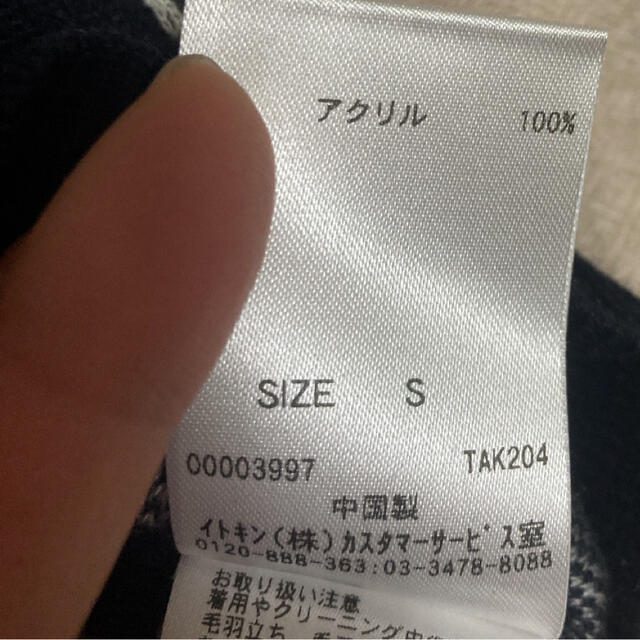 アクリル 100%
SIZE S
00003997 TAK204
中国製
イトキン(株)カスタマーサービス室
0120-888-363:03-3478-8088
お取り扱い注意
着用やクリーニング中
毛羽立ち、毛